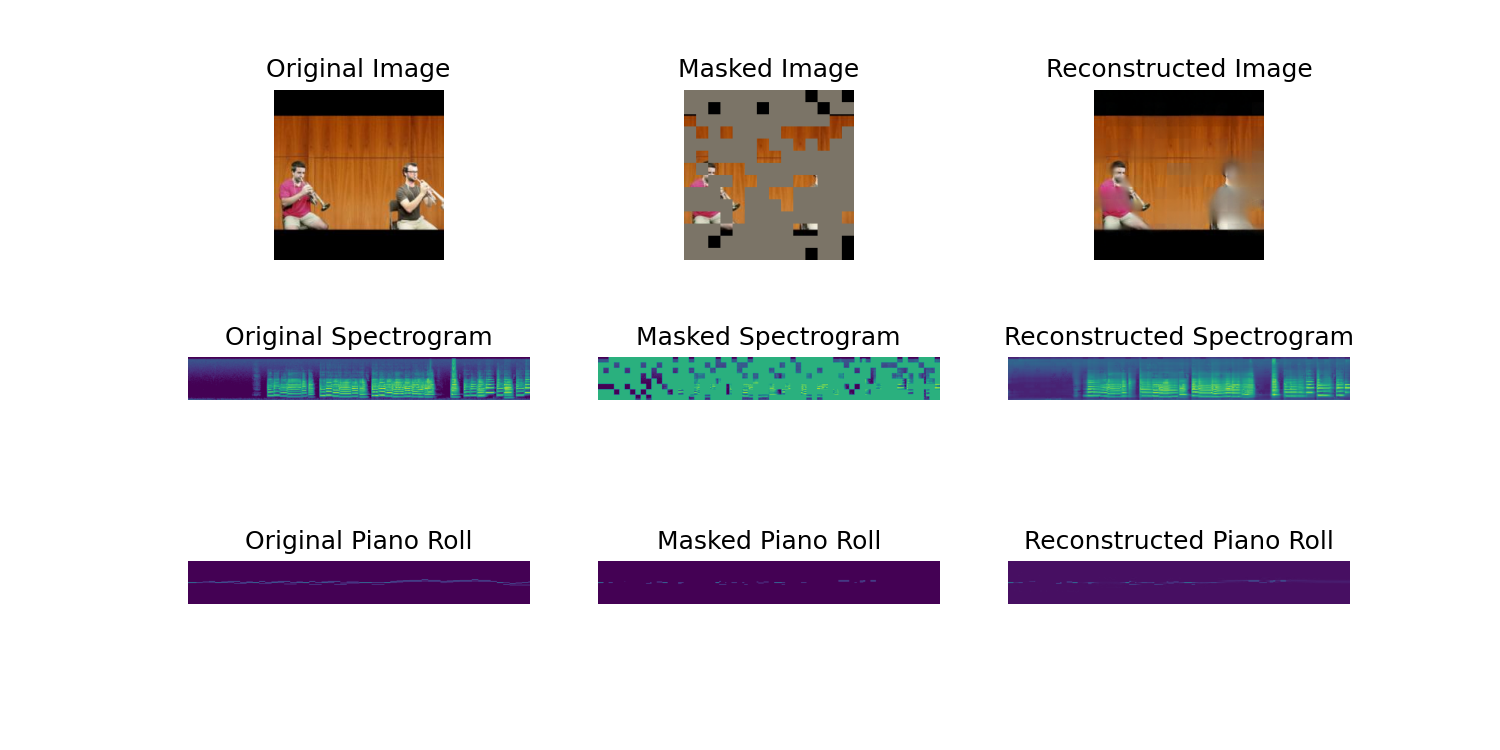 Original Image
Masked Image
Reconstructed Image
Original Spectrogram
Masked Spectrogram
Reconstructed Spectrogram
Original Piano Roll
Masked Piano Roll
Reconstructed Piano Roll